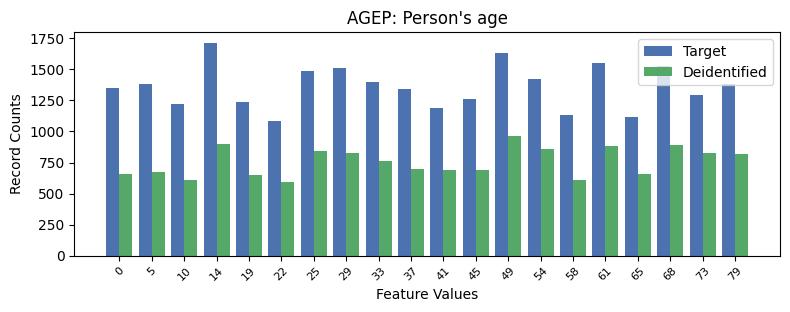 AGEP: Person's age
1750
1500
1250
1000
750
500
250
0
Record Counts
Target
Deidentified
0 5 10 14 19 22 25 29 33 37 41 45 49 54 58 61 65 68 73 79
Feature Values